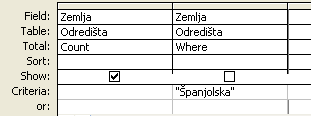 Field: Zemlja Zemlja
Table: Odredišta Odredišta
Total: Count Where
Sort:
Show:
Criteria: "Španjolska"
or: